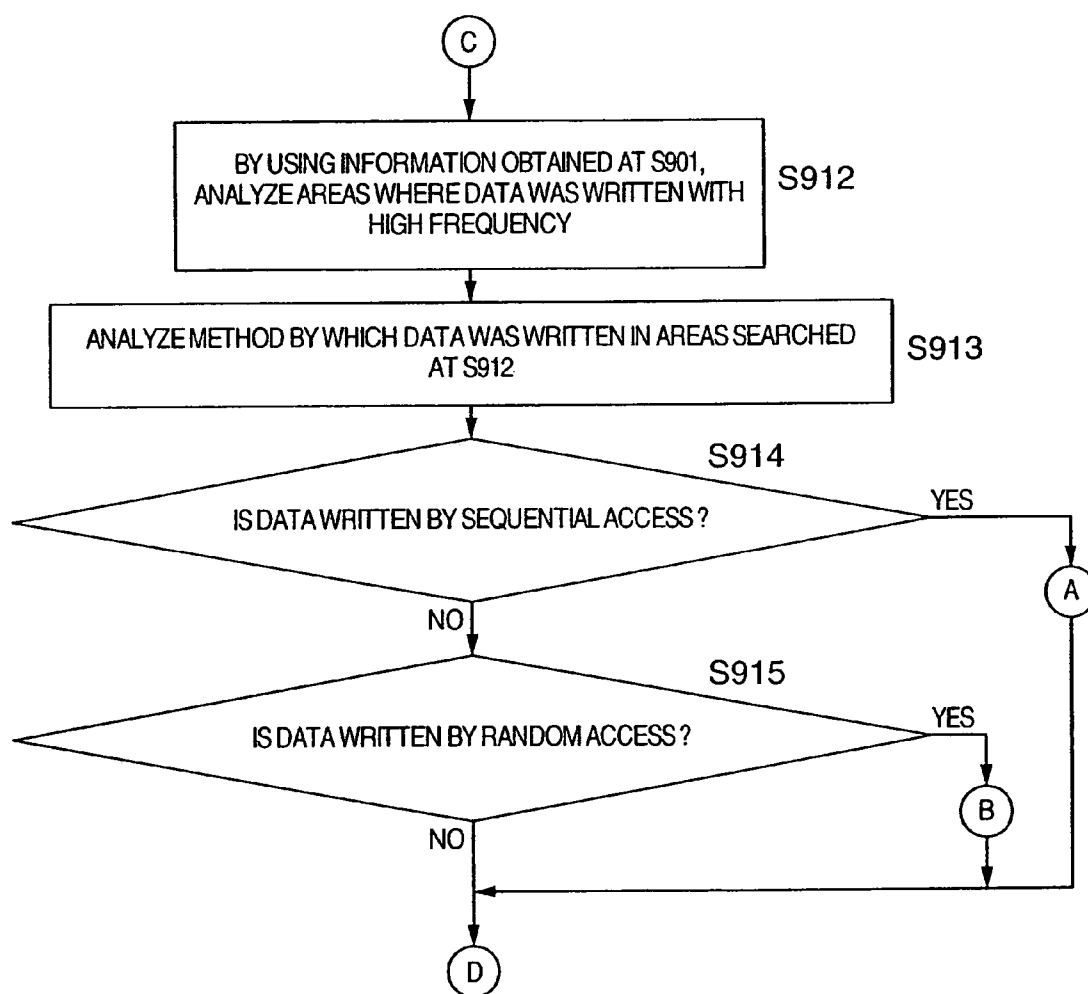 C
BY USING INFORMATION OBTAINED AT S901,
ANALYZE AREAS WHERE DATA WAS WRITTEN WITH
HIGH FREQUENCY
S912
ANALYZE METHOD BY WHICH DATA WAS WRITTEN IN AREAS SEARCHED
AT S912
S913
S914
IS DATA WRITTEN BY SEQUENTIAL ACCESS ?
YES
A
NO
S915
IS DATA WRITTEN BY RANDOM ACCESS ?
YES
B
NO
D